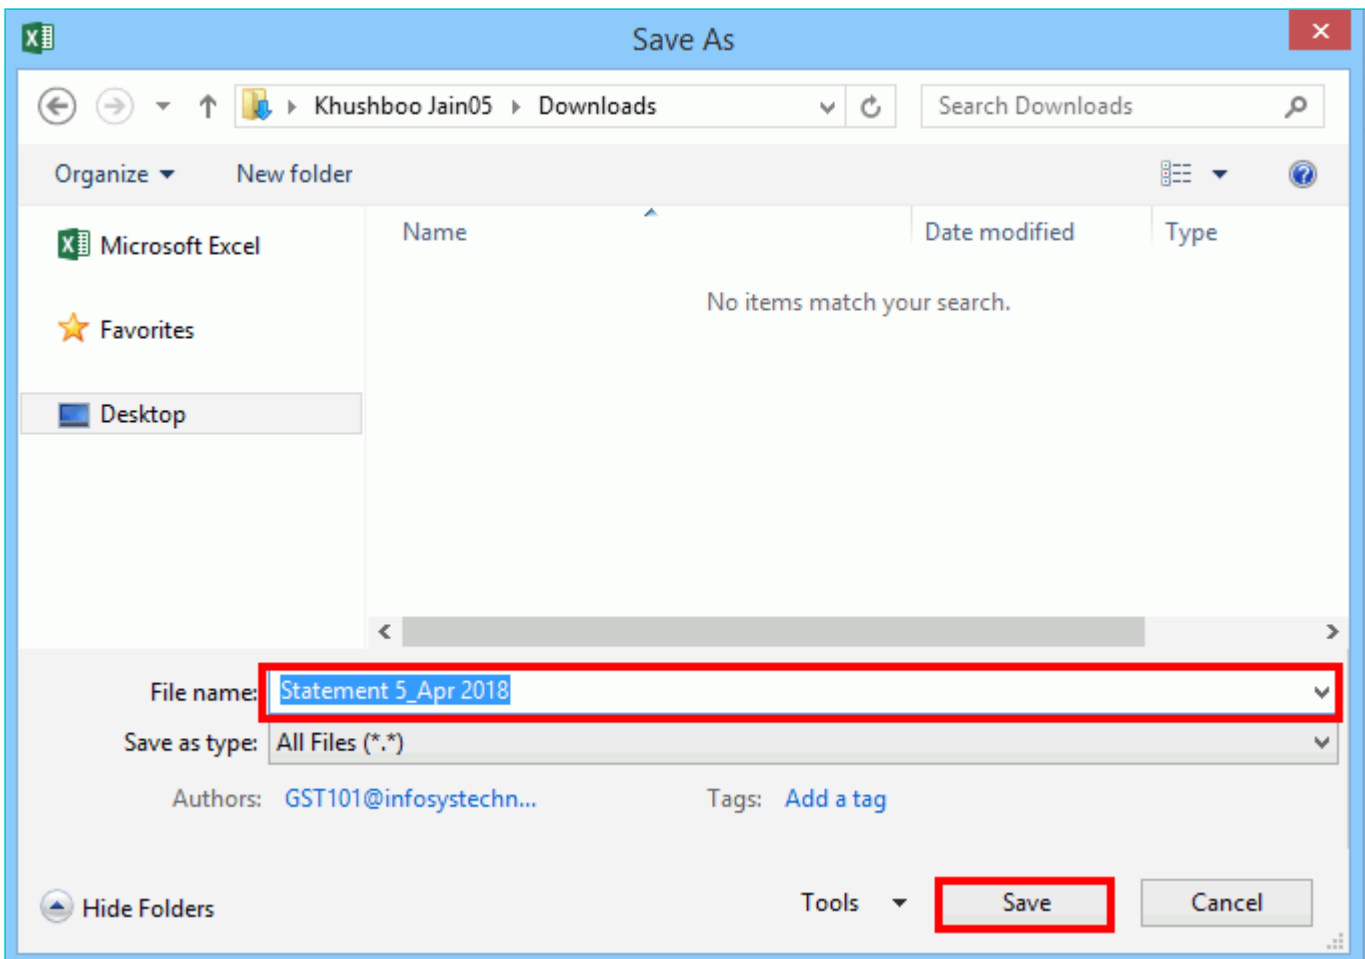 Save As
Khushboo Jain05 Downloads Search Downloads
Organize New folder
Microsoft Excel
Favorites
Desktop
Name Date modified Type
No items match your search.
File name: Statement 5_Apr 2018
Save as type: All Files (*.*)
Authors: GST101@infosystechn... Tags: Add a tag
Hide Folders Tools Save Cancel